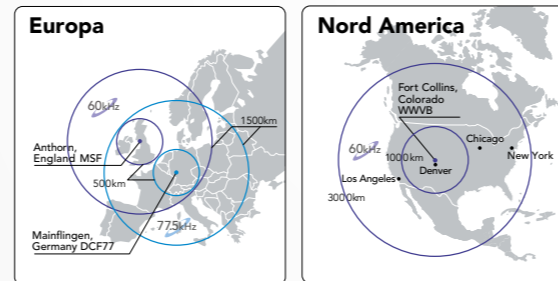 Europa
60kHz
1500km
Anthorn,
England MSF
500km
77.5kHz
Mainflingen,
Germany DCF77
Nord America
Fort Collins,
Colorado
WWVB
60kHz
1000km
Chicago
New York
Denver
Los Angeles
3000km